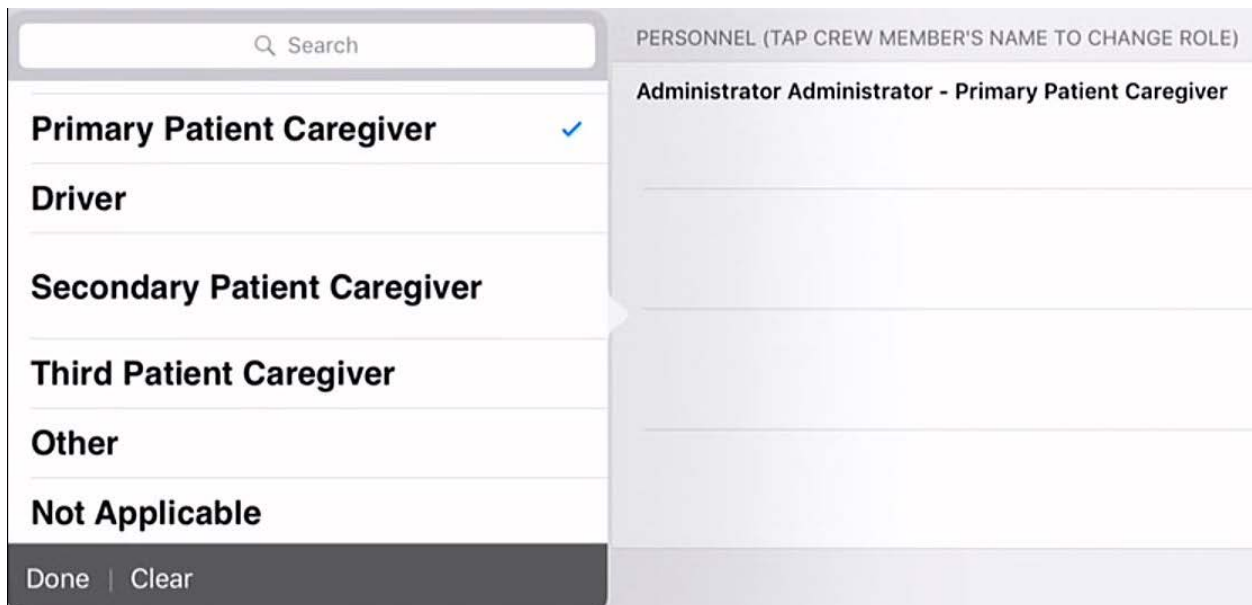 Search
Primary Patient Caregiver
Driver
Secondary Patient Caregiver
Third Patient Caregiver
Other
Not Applicable
Done | Clear
PERSONNEL (TAP CREW MEMBER'S NAME TO CHANGE ROLE)
Administrator Administrator - Primary Patient Caregiver